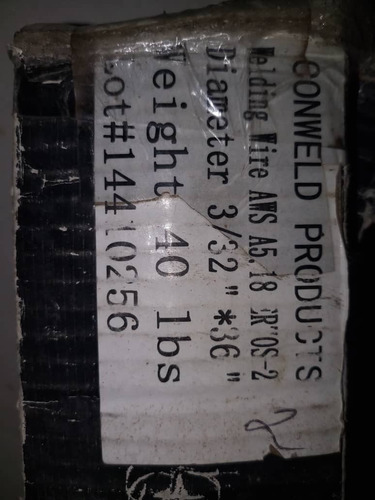 CONWELD PRODUCTS
Welding Wire AWS A5.18 ER70S-2
Diameter 3/32" *36"
Weight 40 lbs
Lot#14410256